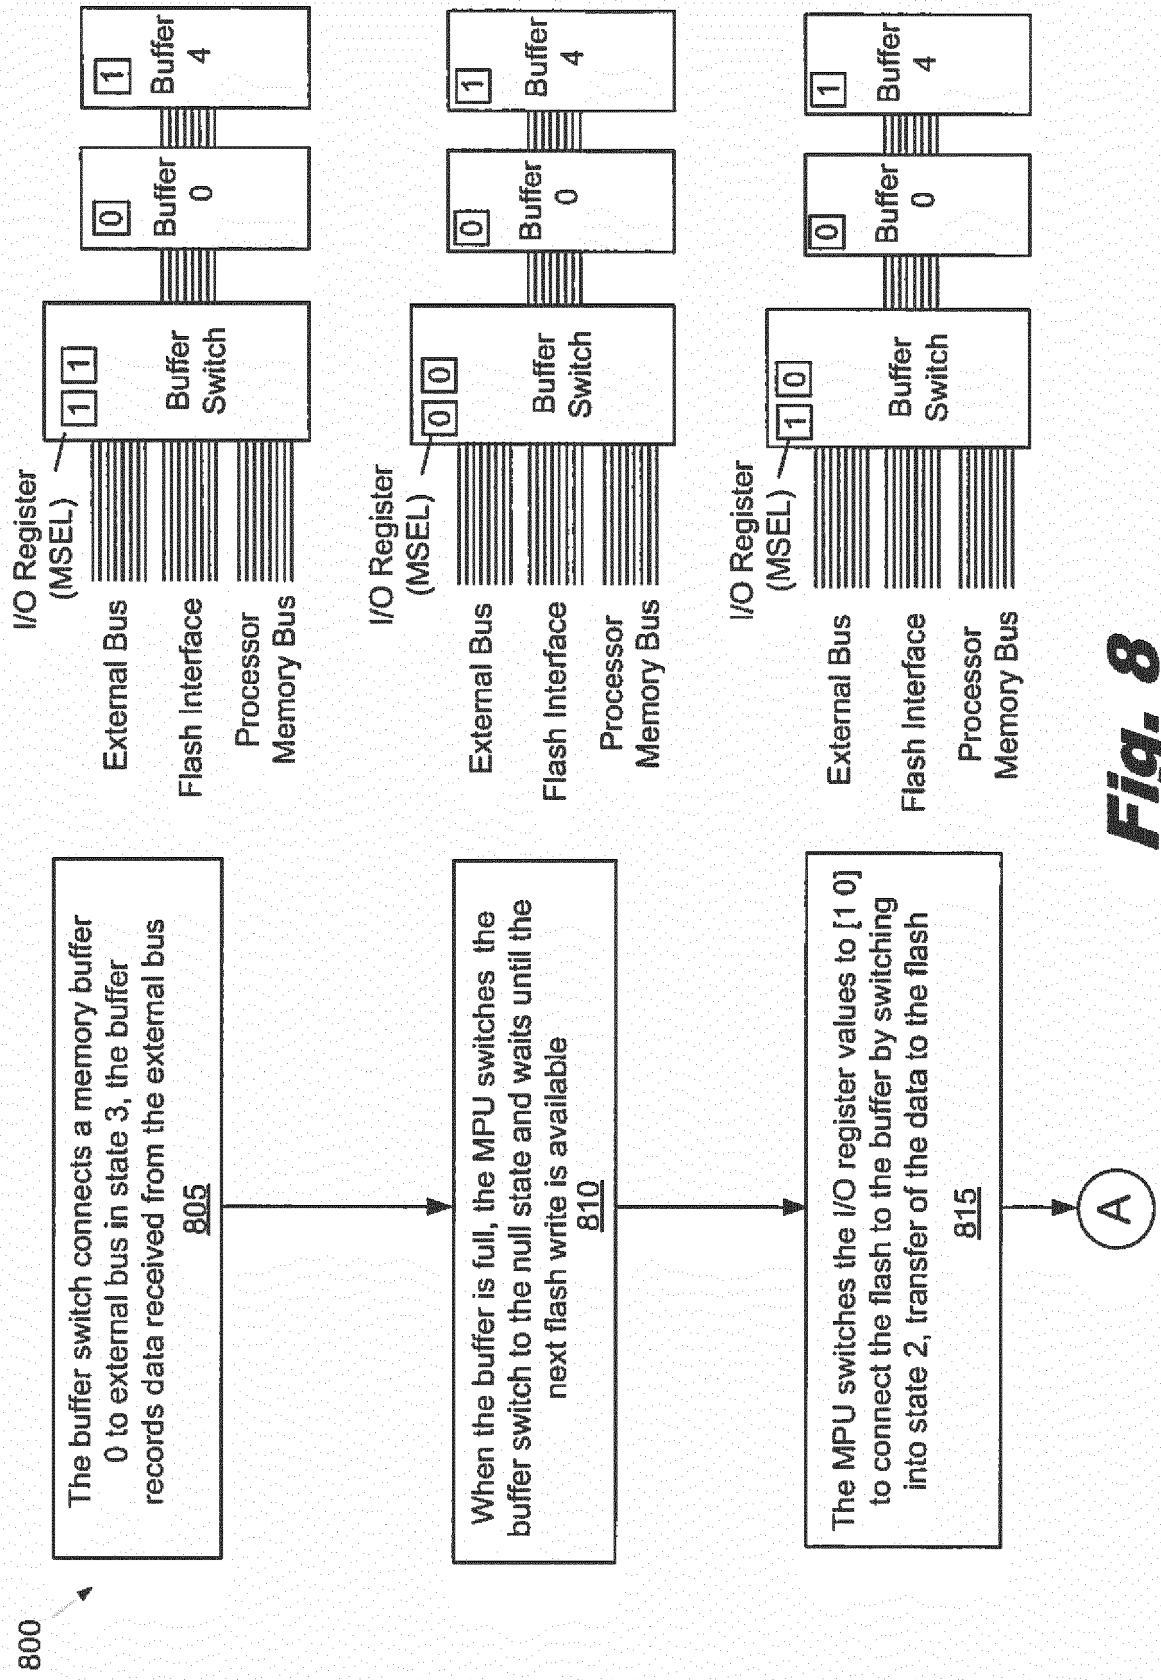 800
The buffer switch connects a memory buffer
0 to external bus in state 3, the buffer
records data received from the external bus
805
I/O Register
(MSEL)
1 1
External Bus
Flash Interface
Processor
Memory Bus
Buffer
Switch
0
Buffer
0
1
Buffer
4
When the buffer is full, the MPU switches the
buffer switch to the null state and waits until the
next flash write is available
810
I/O Register
(MSEL)
0 0
External Bus
Flash Interface
Processor
Memory Bus
Buffer
Switch
0
Buffer
0
1
Buffer
4
The MPU switches the I/O register values to [1 0]
to connect the flash to the buffer by switching
into state 2, transfer of the data to the flash
815
I/O Register
(MSEL)
1 0
External Bus
Flash Interface
Processor
Memory Bus
Buffer
Switch
0
Buffer
0
1
Buffer
4
A
Fig. 8